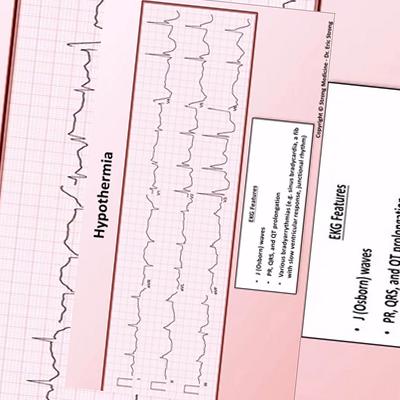 Hypothermia
EKG Features
• J (Osborn) waves
• PR, QRS, and QT prolongation
• Various bradyarrhythmias (e.g. sinus bradycardia, a fib
with slow ventricular response, junctional rhythm)
Copyright © Strong Medicine - Dr. Eric Strong
EKG Features
• J (Osborn) waves
• PR, QRS, and QT prolongation